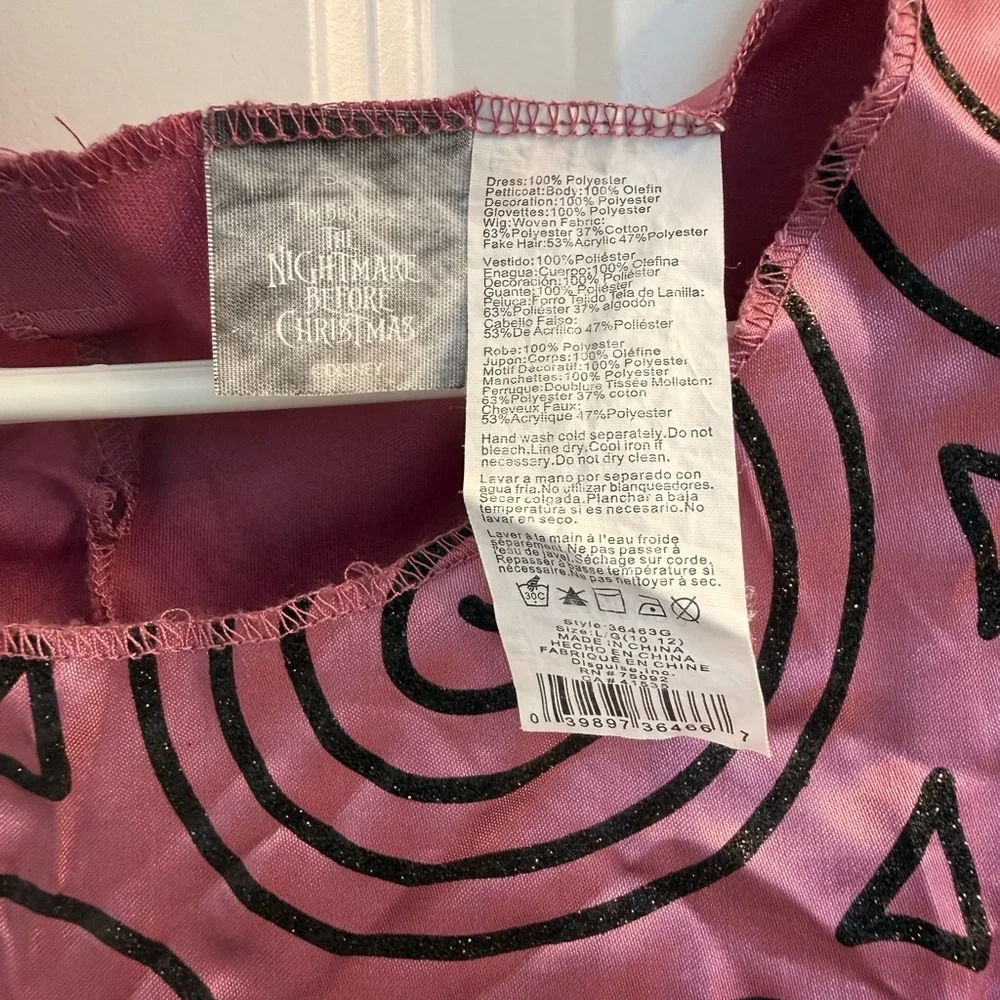 THE
NIGHTMARE
BEFORE
CHRISTMAS
Dress:100% Polyester
Petticoat:Body:100% Olefin
Decoration:100% Polyester
Glovettes:100% Polyester
Wig:Woven Fabric:
63%Polyester 37%Cotton
Fake Hair:53%Acrylic 47%Polyester
Vestido:100%Poliéster
Enagua:Cuerpo:100% Olefina
Decoración:100% Poliéster
Guante:100% Poliéster
Peluca:Forro Tejido Tela de Lanilla:
63%Poliéster 37% algodón
Cabello Falso:
53%De Acrílico 47%Poliéster
Robe:100% Polyester
Jupon:Corps:100% Oléfine
Motif Décoratif:100% Polyester
Manchettes:100% Polyester
Perruque:Doublure Tissée Molleton:
63%Polyester 37% coton
Cheveux Faux:
53%Acrylique 47%Polyester
Hand wash cold separately.Do not
bleach.Line dry.Cool iron if
necessary.Do not dry clean.
Lavar a mano por separado con
agua fría.No utilizar blanqueadores.
Secar colgada.Planchar a baja
temperatura si es necesario.No
lavar en seco.
Laver à la main à l'eau froide
séparément.Ne pas passer à
l'eau de javel.Séchage sur corde.
Repasser à basse température si
nécessaire.Ne pas nettoyer à sec.
30C
Style:36463G
Size:L/G(10_12)
MADE IN CHINA
HECHO EN CHINA
FABRIQUÉ EN CHINE
Disguise,Inc.
RN#75092
CA#41535
0 39897 36466 7